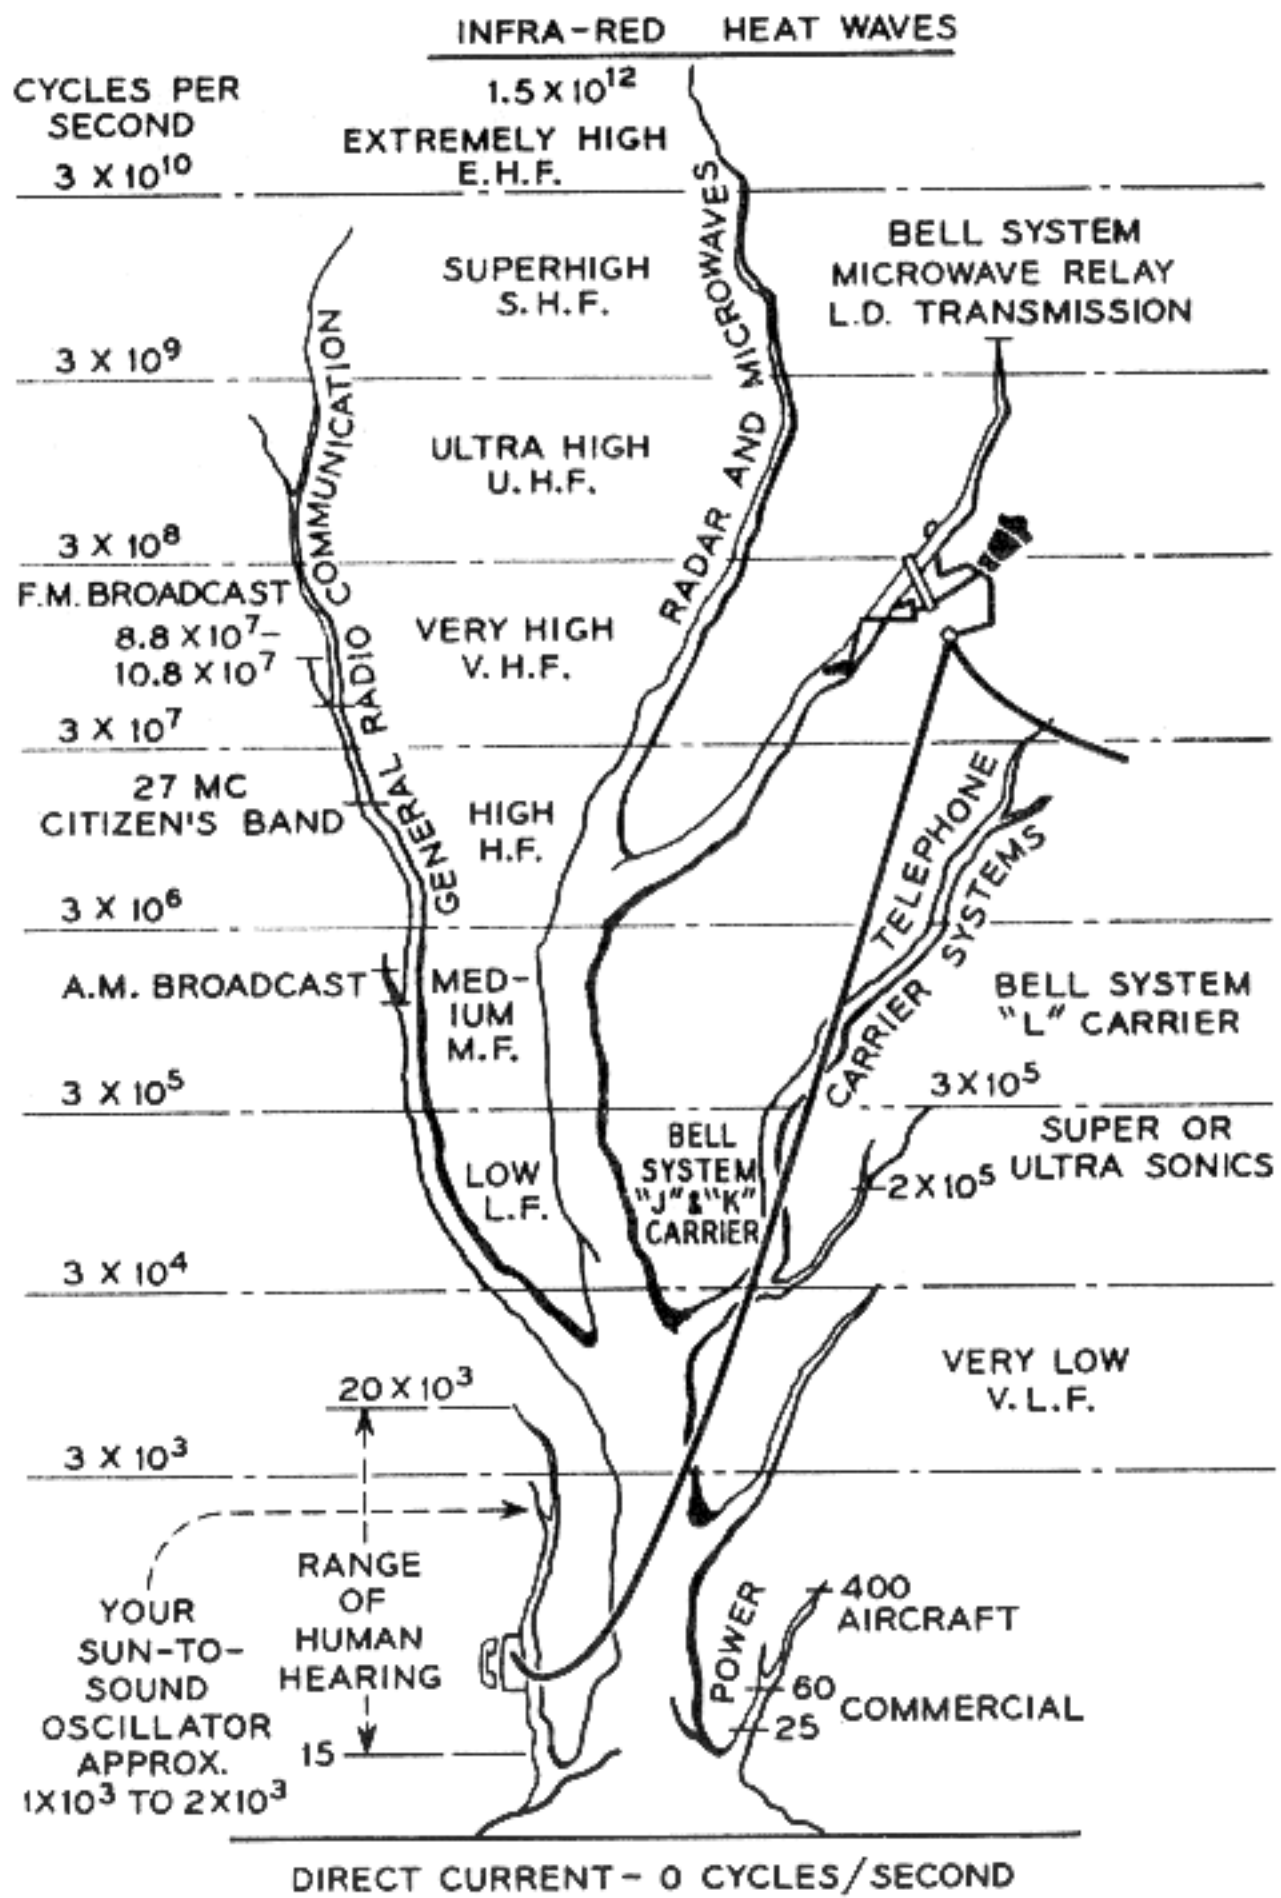 INFRA-RED HEAT WAVES
CYCLES PER
SECOND
1.5 X 10¹²
EXTREMELY HIGH
E.H.F.
3 X 10¹⁰
SUPERHIGH
S.H.F.
BELL SYSTEM
MICROWAVE RELAY
L.D. TRANSMISSION
RADAR AND MICROWAVES
GENERAL RADIO COMMUNICATION
3 X 10⁹
ULTRA HIGH
U.H.F.
3 X 10⁸
F.M. BROADCAST
8.8 X 10⁷-
10.8 X 10⁷
VERY HIGH
V.H.F.
3 X 10⁷
27 MC
CITIZEN'S BAND
HIGH
H.F.
TELEPHONE
CARRIER SYSTEMS
3 X 10⁶
A.M. BROADCAST
MED-
IUM
M.F.
BELL SYSTEM
"L" CARRIER
3 X 10⁵
3 X 10⁵
SUPER OR
ULTRA SONICS
2 X 10⁵
LOW
L.F.
BELL
SYSTEM
"J" & "K"
CARRIER
3 X 10⁴
VERY LOW
V.L.F.
20 X 10³
3 X 10³
RANGE
OF
HUMAN
HEARING
15
YOUR
SUN-TO-
SOUND
OSCILLATOR
APPROX.
1X10³ TO 2X10³
POWER
400
AIRCRAFT
60
COMMERCIAL
25
DIRECT CURRENT - 0 CYCLES/SECOND